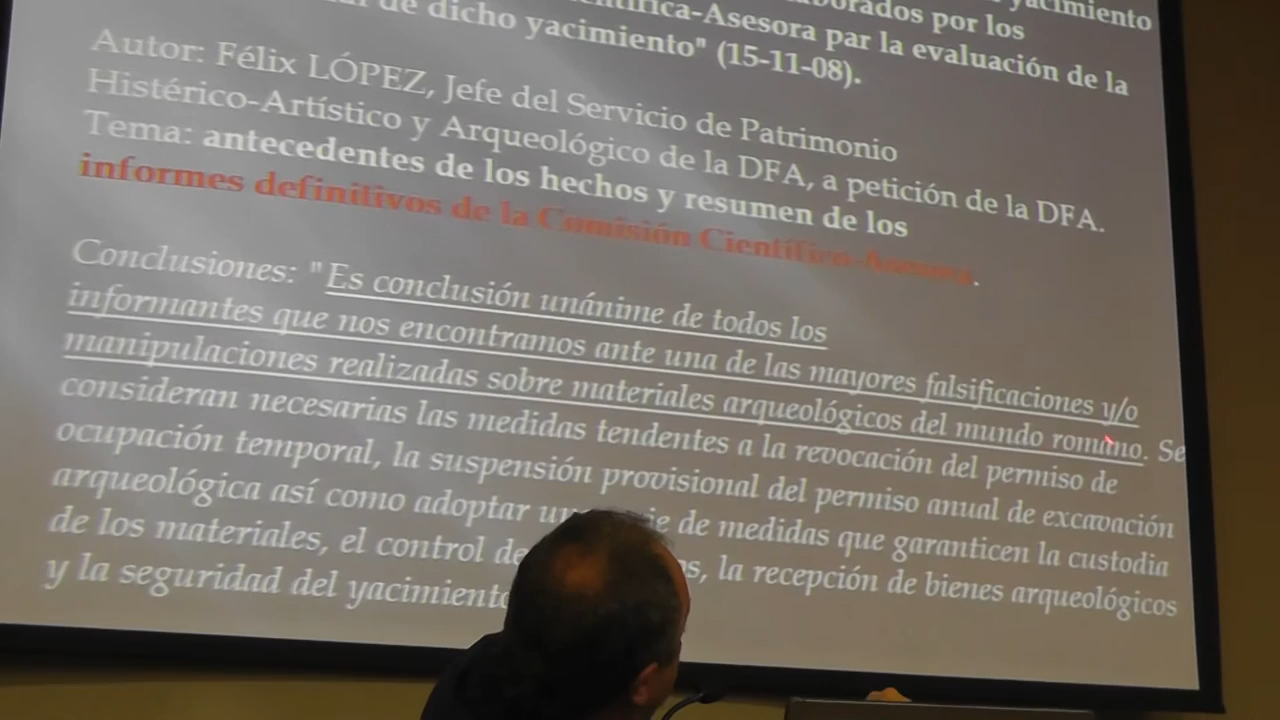 yacimiento
aborados por los
ntífica-Asesora par la evaluación de la
de dicho yacimiento" (15-11-08).
Autor: Félix LÓPEZ, Jefe del Servicio de Patrimonio
Histérico-Artístico y Arqueológico de la DFA, a petición de la DFA.
Tema: antecedentes de los hechos y resumen de los
informes definitivos de la Comisión Científico-Asesora.
Conclusiones: "Es conclusión unánime de todos los
informantes que nos encontramos ante una de las mayores falsificaciones y/o
manipulaciones realizadas sobre materiales arqueológicos del mundo romano. Se
consideran necesarias las medidas tendentes a la revocación del permiso de
ocupación temporal, la suspensión provisional del permiso anual de excavación
arqueológica así como adoptar un ie de medidas que garanticen la custodia
de los materiales, el control de s, la recepción de bienes arqueológicos
y la seguridad del yacimiento